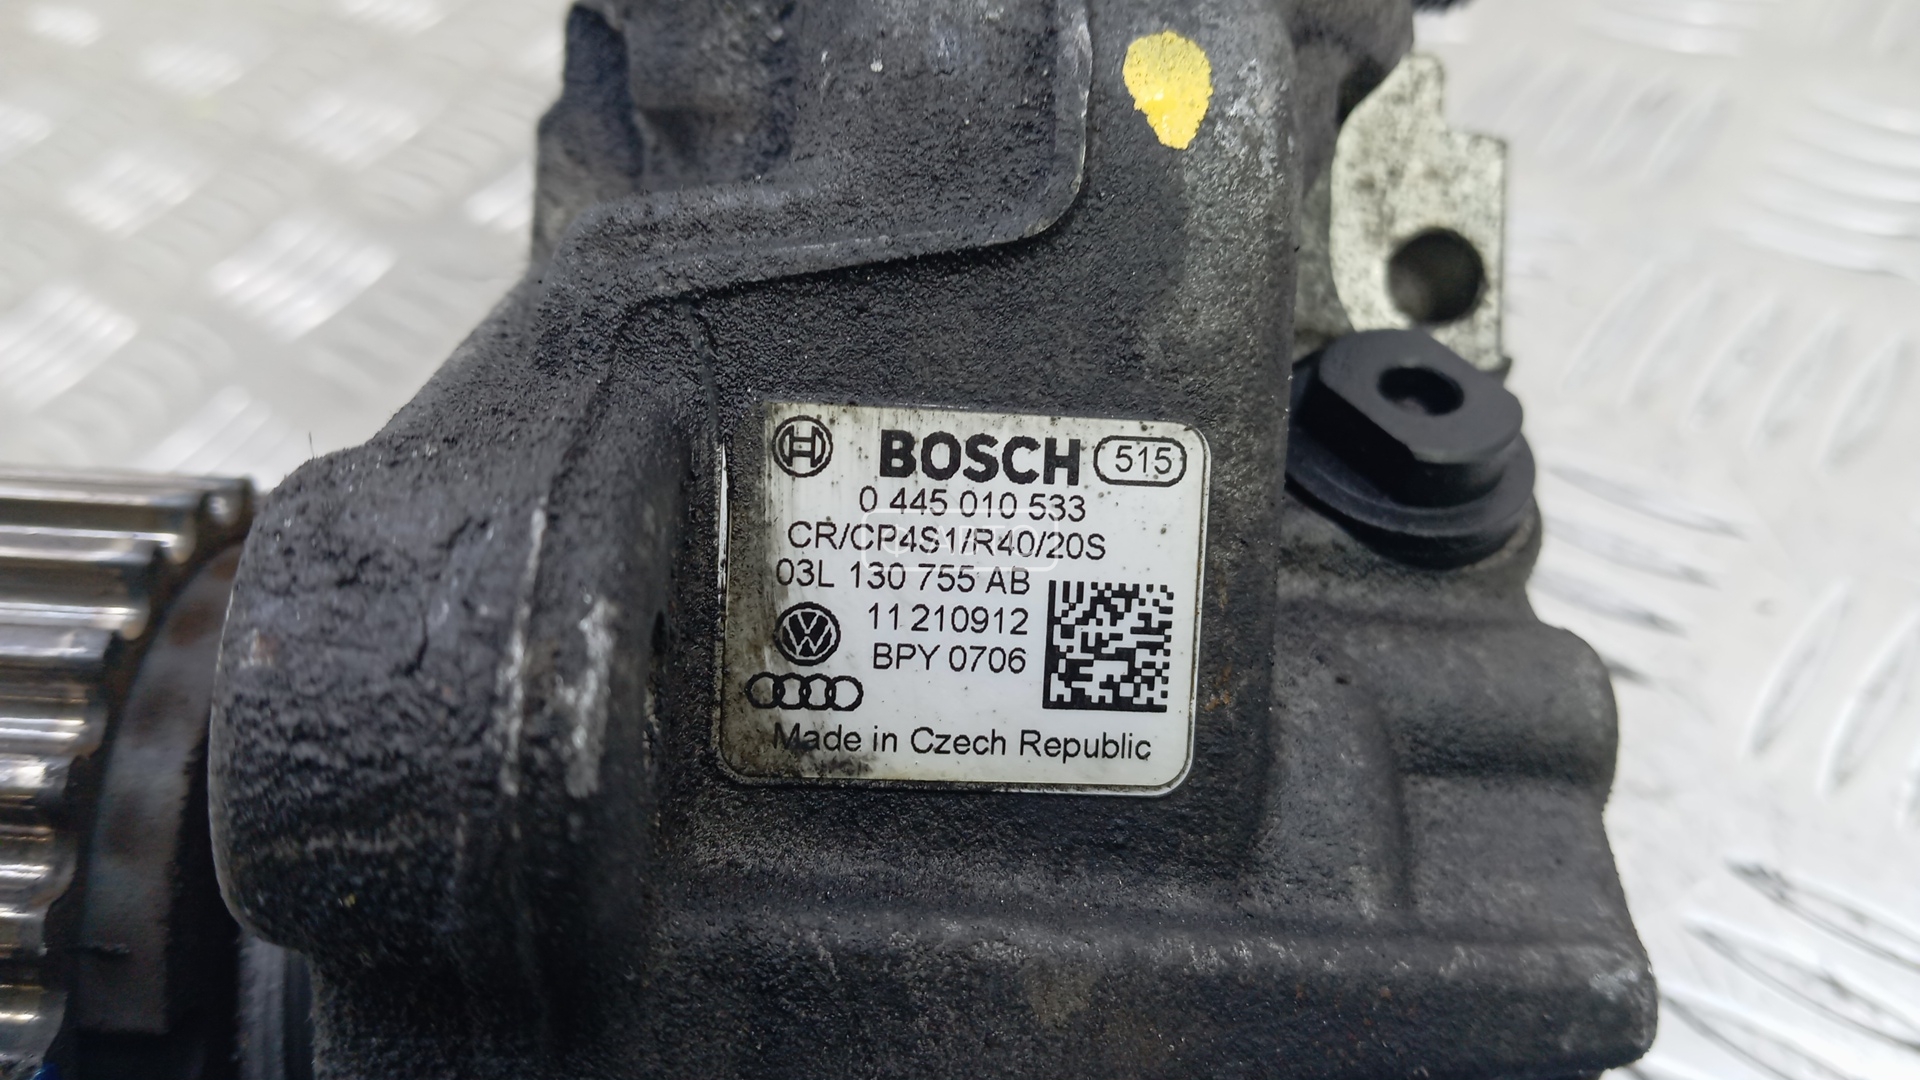 BOSCH 515
0 445 010 533
CR/CP4S1/R40/20S
03L 130 755 AB
11 210912
BPY 0706
Made in Czech Republic